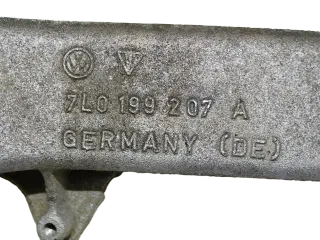 7L0 199 207 A
GERMANY (DE)